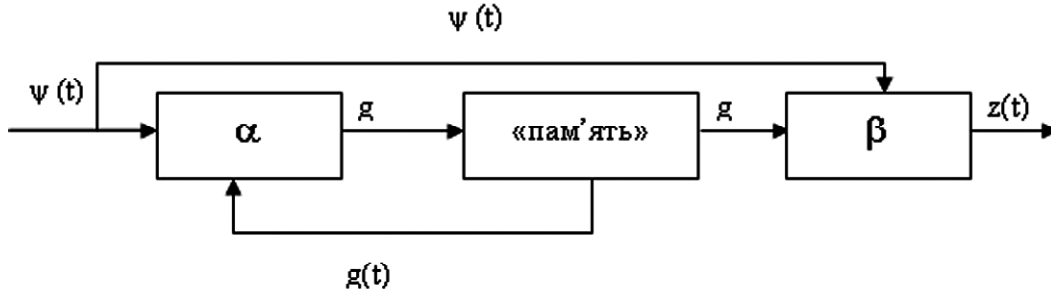 ψ (t)
ψ (t)
α
g
«пам’ять»
g
β
z(t)
g(t)